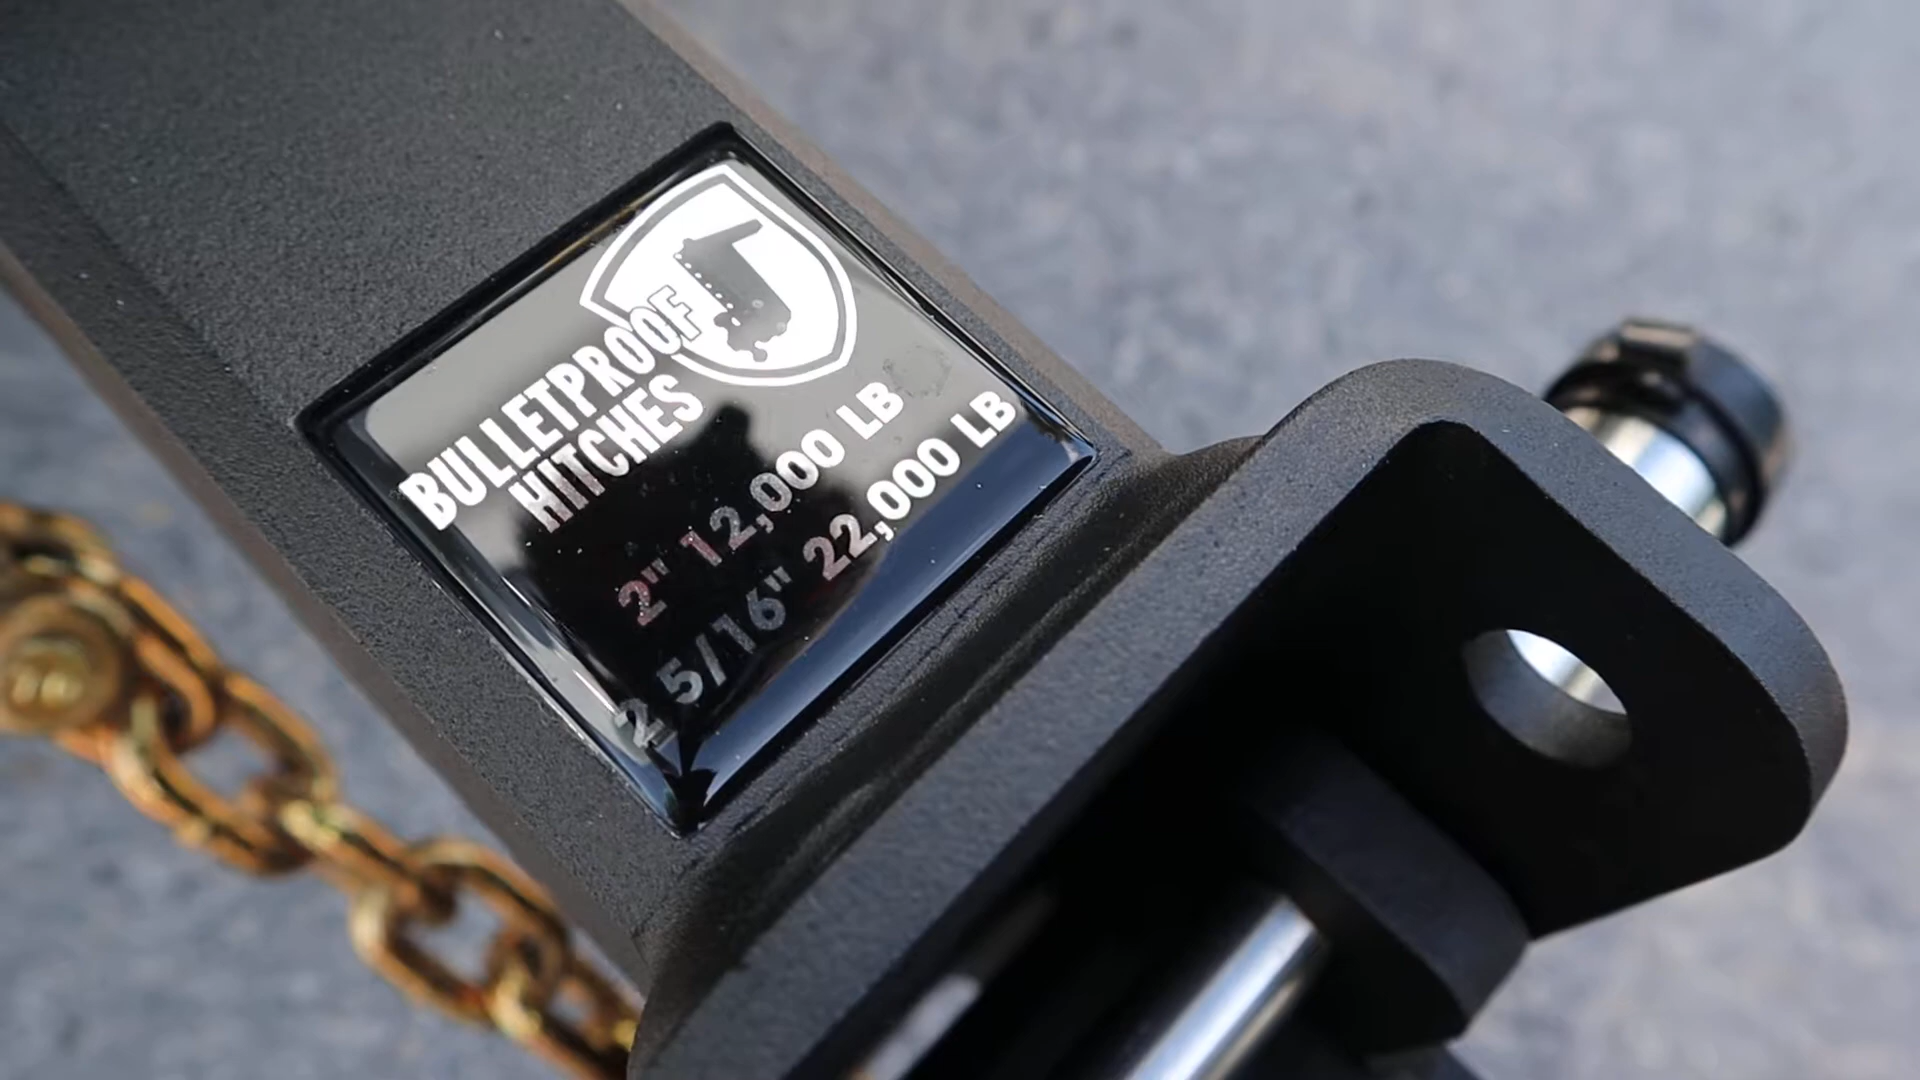 BULLETPROOF
HITCHES
2" 12,000 LB
2 5/16" 22,000 LB